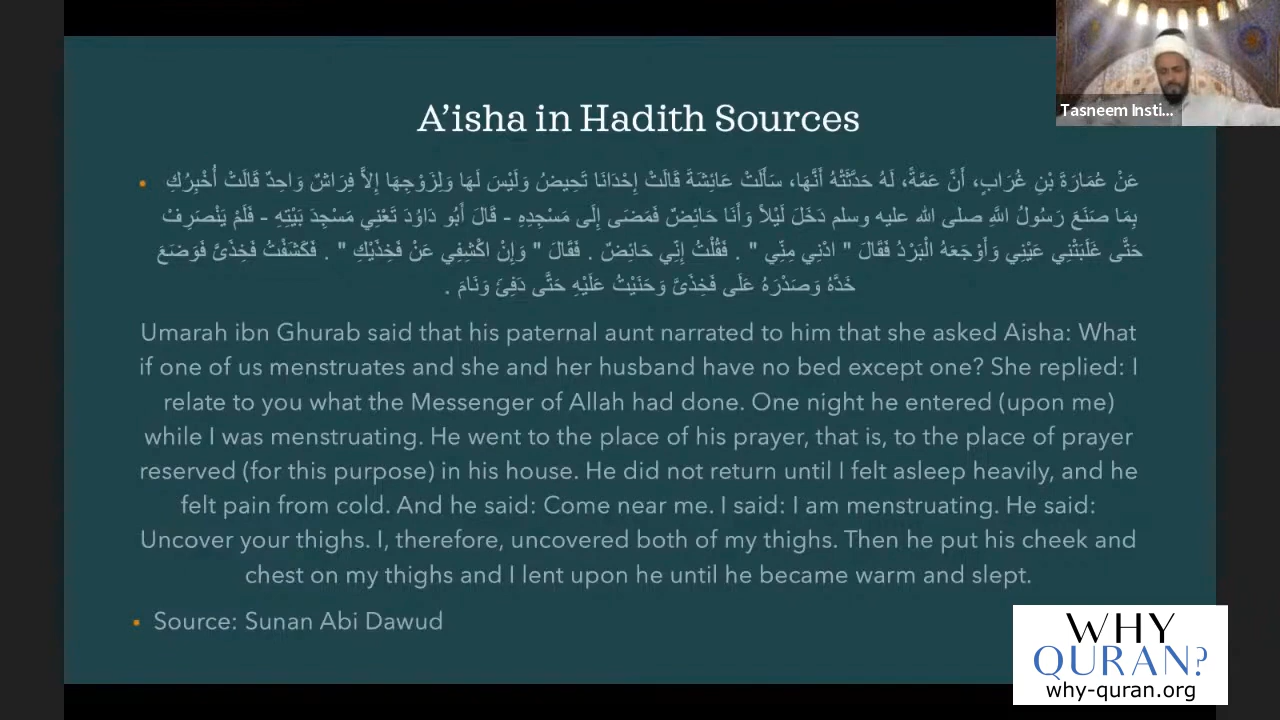 A'isha in Hadith Sources
• عَنْ عُمَارَةَ بْنِ غُرَابٍ، أَنَّ عَمَّةً، لَهُ حَدَّثَتْهُ أَنَّهَا، سَأَلَتْ عَائِشَةَ قَالَتْ إِحْدَانَا تَحِيضُ وَلَيْسَ لَهَا وَلِزَوْجِهَا إِلاَّ فِرَاشٌ وَاحِدٌ قَالَتْ أُخْبِرُكِ
بِمَا صَنَعَ رَسُولُ اللَّهِ صلى الله عليه وسلم دَخَلَ لَيْلاً وَأَنَا حَائِضٌ فَمَضَى إِلَى مَسْجِدِهِ - قَالَ أَبُو دَاوُدَ تَعْنِي مَسْجِدَ بَيْتِهِ - فَلَمْ يَنْصَرِفْ
حَتَّى غَلَبَتْنِي عَيْنِي وَأَوْجَعَهُ الْبَرْدُ فَقَالَ " ادْنِي مِنِّي " . فَقُلْتُ إِنِّي حَائِضٌ . فَقَالَ " وَإِنْ اكْشِفِي عَنْ فَخِذَيْكِ " . فَكَشَفْتُ فَخِذَىَّ فَوَضَعَ
خَدَّهُ وَصَدْرَهُ عَلَى فَخِذَىَّ وَحَنَيْتُ عَلَيْهِ حَتَّى دَفِئَ وَنَامَ .
Umarah ibn Ghurab said that his paternal aunt narrated to him that she asked Aisha: What
if one of us menstruates and she and her husband have no bed except one? She replied: I
relate to you what the Messenger of Allah had done. One night he entered (upon me)
while I was menstruating. He went to the place of his prayer, that is, to the place of prayer
reserved (for this purpose) in his house. He did not return until I felt asleep heavily, and he
felt pain from cold. And he said: Come near me. I said: I am menstruating. He said:
Uncover your thighs. I, therefore, uncovered both of my thighs. Then he put his cheek and
chest on my thighs and I lent upon he until he became warm and slept.
• Source: Sunan Abi Dawud
Tasneem Insti...
WHY
QURAN?
why-quran.org